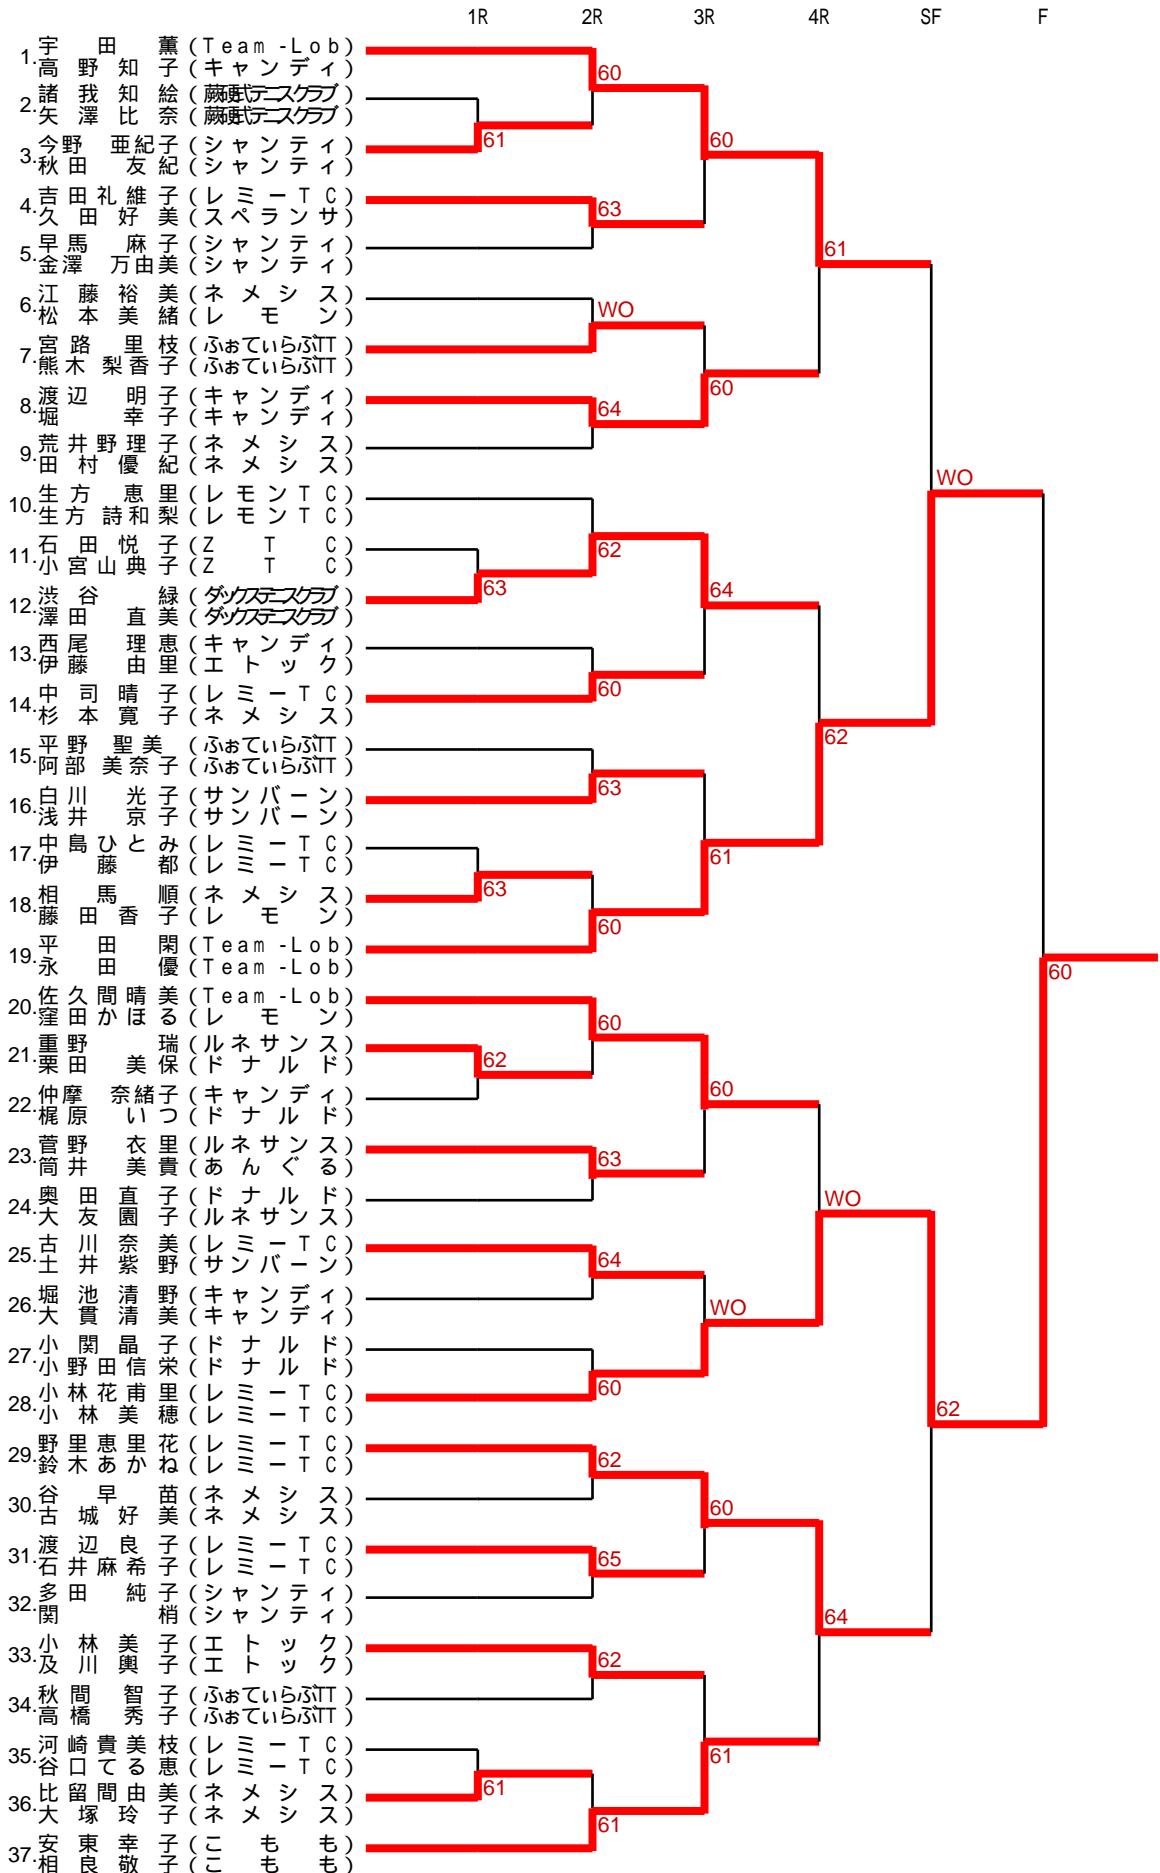 1R 2R 3R 4R SF F
1. 宇田薫 (Team-Lob)
高野知子 (キャンディ)
60
2. 諸我知絵 (蕨硬式テニスクラブ)
矢澤比奈 (蕨硬式テニスクラブ)
61
60
3. 今野 亜紀子 (シャンティ)
秋田 友紀 (シャンティ)
4. 吉田礼維子 (レミーTC)
久田好美 (スペランサ)
63
5. 早馬 麻子 (シャンティ)
金澤 万由美 (シャンティ)
61
6. 江藤裕美 (ネメシス)
松本美緒 (レモン)
WO
7. 宮路 里枝 (ふぉてぃらぶTT)
熊木 梨香子 (ふぉてぃらぶTT)
60
8. 渡辺 明子 (キャンディ)
堀 幸子 (キャンディ)
64
9. 荒井野理子 (ネメシス)
田村優紀 (ネメシス)
WO
10. 生方 恵里 (レモンTC)
生方 詩和梨 (レモンTC)
11. 石田悦子 (ZTC)
小宮山典子 (ZTC)
62
63
64
12. 渋谷 緑 (ダックステニスクラブ)
澤田 直美 (ダックステニスクラブ)
13. 西尾 理恵 (キャンディ)
伊藤 由里 (エトック)
60
14. 中司晴子 (レミーTC)
杉本寛子 (ネメシス)
62
15. 平野 聖美 (ふぉてぃらぶTT)
阿部 美奈子 (ふぉてぃらぶTT)
63
16. 白川 光子 (サンバーン)
浅井 京子 (サンバーン)
17. 中島ひとみ (レミーTC)
伊藤都 (レミーTC)
61
63
18. 相馬順 (ネメシス)
藤田香子 (レモン)
60
19. 平田閑 (Team-Lob)
永田優 (Team-Lob)
60
20. 佐久間晴美 (Team-Lob)
窪田かほる (レモン)
60
21. 重野 瑞 (ルネサンス)
栗田 美保 (ドナルド)
62
60
22. 仲摩 奈緒子 (キャンディ)
梶原 いつ (ドナルド)
23. 菅野 衣里 (ルネサンス)
筒井 美貴 (あんぐる)
63
24. 奥田直子 (ドナルド)
大友園子 (ルネサンス)
WO
25. 古川奈美 (レミーTC)
土井紫野 (サンバーン)
64
26. 堀池清野 (キャンディ)
大貫清美 (キャンディ)
WO
27. 小関晶子 (ドナルド)
小野田信栄 (ドナルド)
60
28. 小林花甫里 (レミーTC)
小林美穂 (レミーTC)
62
29. 野里恵里花 (レミーTC)
鈴木あかね (レミーTC)
62
30. 谷早苗 (ネメシス)
古城好美 (ネメシス)
60
31. 渡辺良子 (レミーTC)
石井麻希子 (レミーTC)
65
32. 多田 純子 (シャンティ)
関 梢 (シャンティ)
64
33. 小林美子 (エトック)
及川輿子 (エトック)
62
34. 秋間 智子 (ふぉてぃらぶTT)
高橋 秀子 (ふぉてぃらぶTT)
61
35. 河崎貴美枝 (レミーTC)
谷口てる恵 (レミーTC)
61
36. 比留間由美 (ネメシス)
大塚玲子 (ネメシス)
61
37. 安東幸子 (こもも)
相良敬子 (こもも)